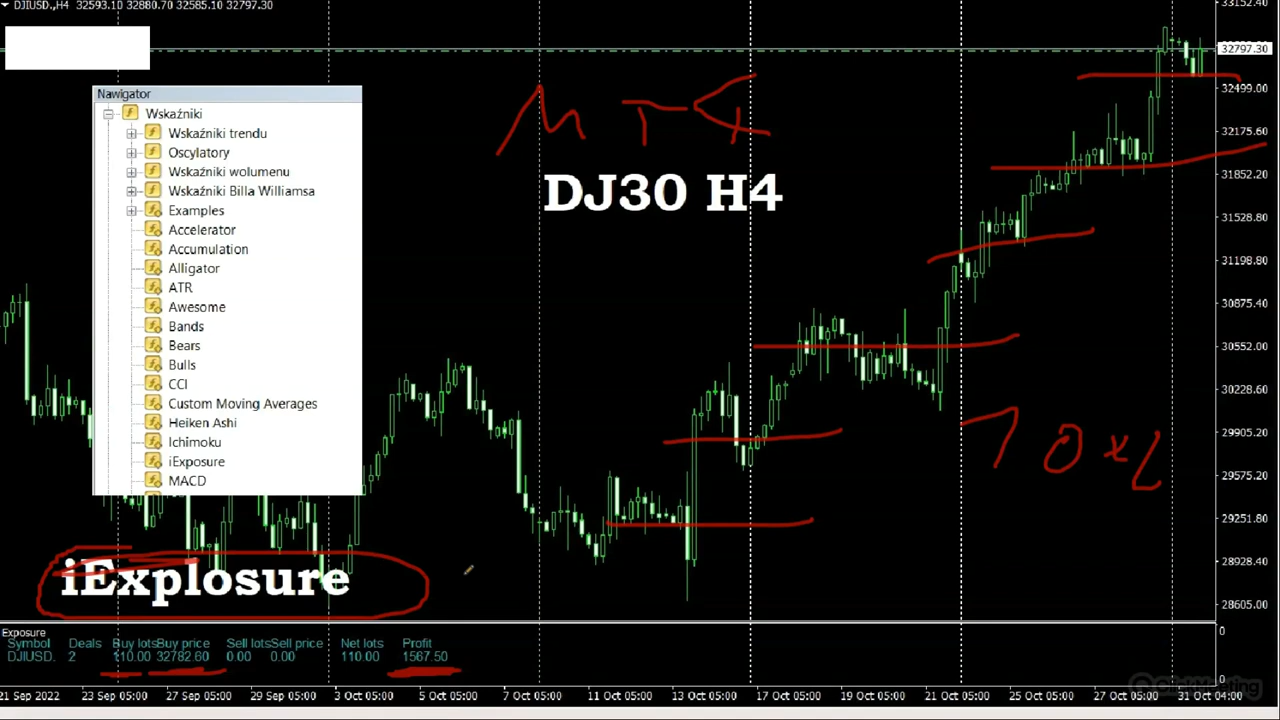 DJIUSD.,H4 32593.10 32880.70 32585.10 32797.30
33152.40
32797.30
32499.00
32175.60
31852.20
31528.80
31198.80
30875.40
30552.00
30228.60
29905.20
29575.20
29251.80
28928.40
28605.00
Nawigator
Wskaźniki
Wskaźniki trendu
Oscylatory
Wskaźniki wolumenu
Wskaźniki Billa Williamsa
Examples
Accelerator
Accumulation
Alligator
ATR
Awesome
Bands
Bears
Bulls
CCI
Custom Moving Averages
Heiken Ashi
Ichimoku
iExposure
MACD
MT4
DJ30 H4
iExplosure
Exposure
Symbol Deals Buy lots Buy price Sell lots Sell price Net lots Profit
DJIUSD. 2 110.00 32782.60 0.00 0.00 110.00 1567.50
0
0
21 Sep 2022 23 Sep 05:00 27 Sep 05:00 29 Sep 05:00 3 Oct 05:00 5 Oct 05:00 7 Oct 05:00 11 Oct 05:00 13 Oct 05:00 17 Oct 05:00 19 Oct 05:00 21 Oct 05:00 25 Oct 05:00 27 Oct 05:00 31 Oct 04:00